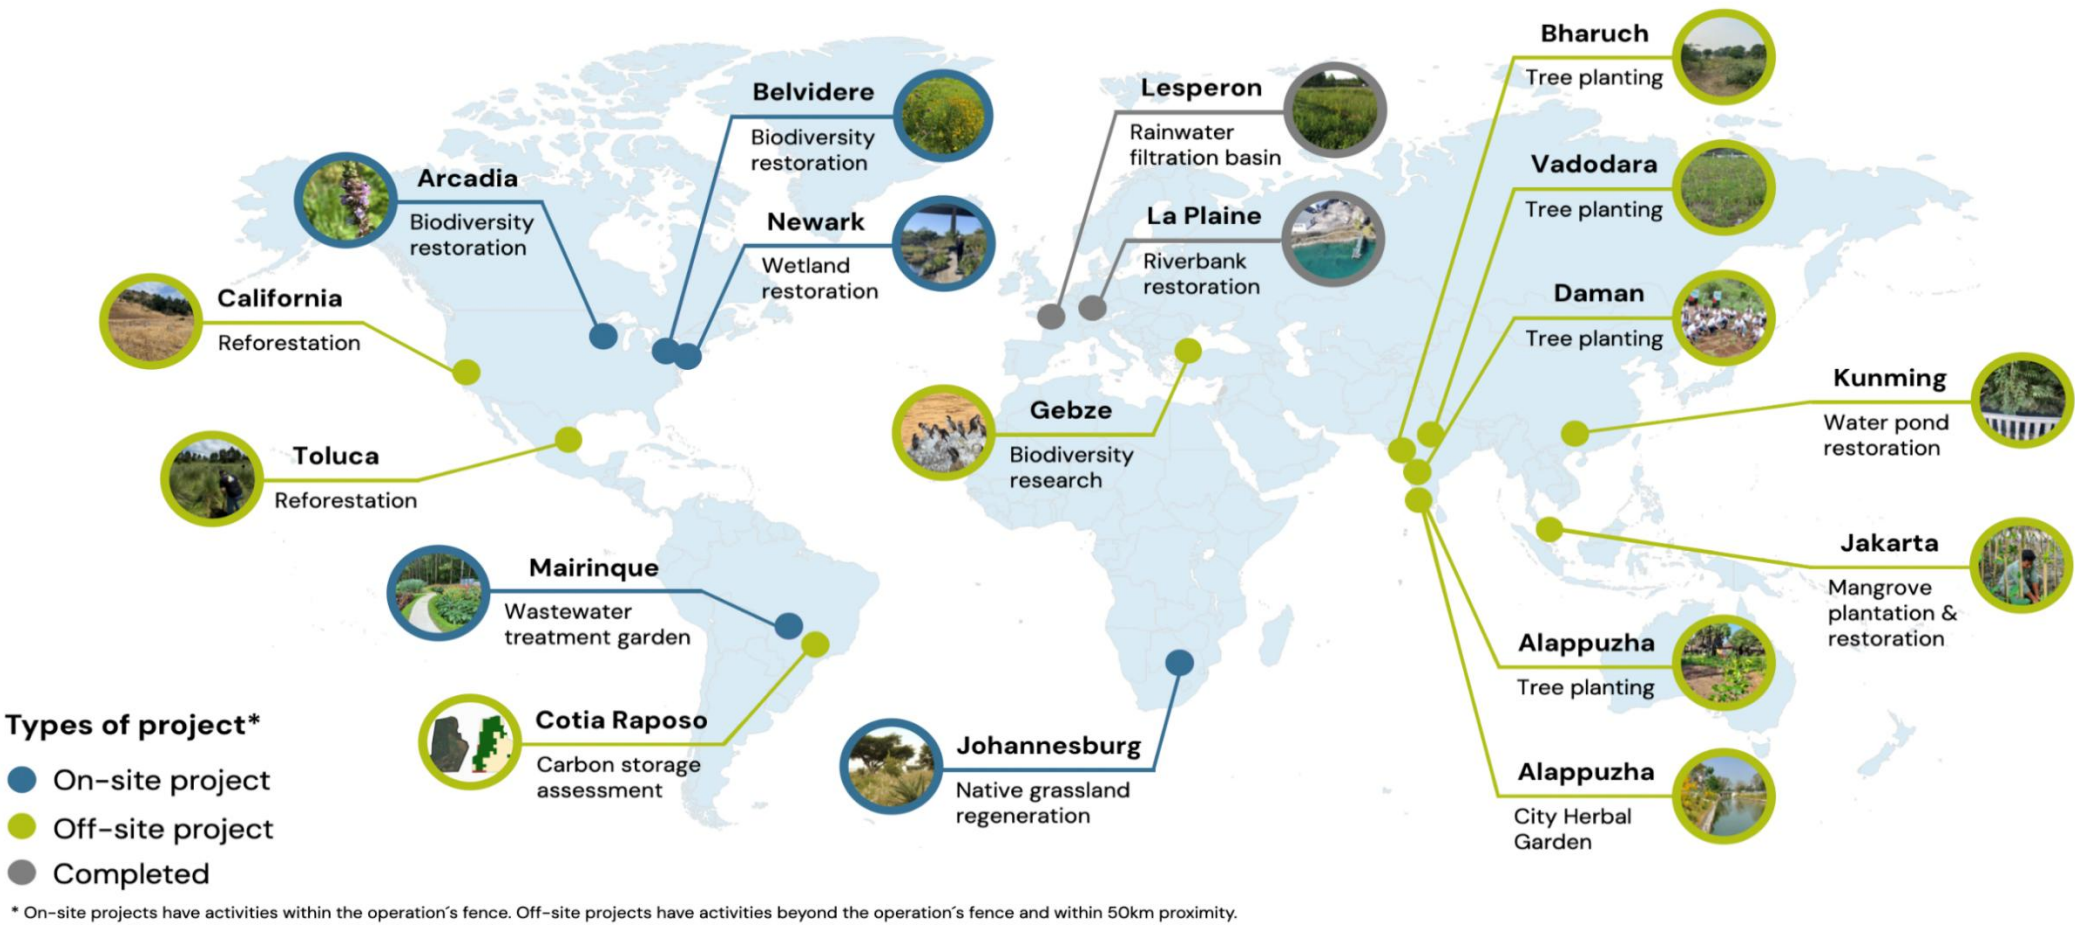 Bharuch
Tree planting
Belvidere
Biodiversity
restoration
Lesperon
Rainwater
filtration basin
Vadodara
Tree planting
Arcadia
Biodiversity
restoration
Newark
Wetland
restoration
La Plaine
Riverbank
restoration
Daman
Tree planting
California
Reforestation
Kunming
Water pond
restoration
Gebze
Biodiversity
research
Toluca
Reforestation
Jakarta
Mangrove
plantation &
restoration
Mairinque
Wastewater
treatment garden
Alappuzha
Tree planting
Cotia Raposo
Carbon storage
assessment
Johannesburg
Native grassland
regeneration
Alappuzha
City Herbal
Garden
Types of project*
On-site project
Off-site project
Completed
* On-site projects have activities within the operation´s fence. Off-site projects have activities beyond the operation´s fence and within 50km proximity.